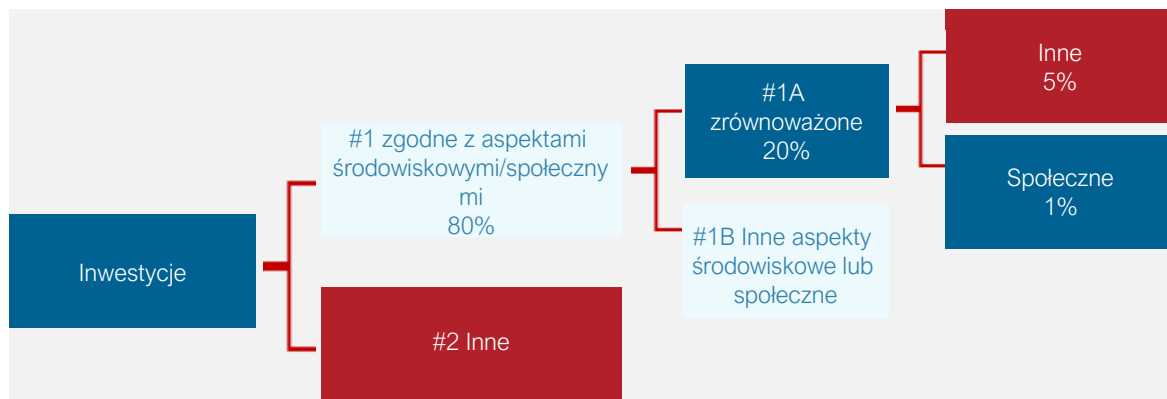 Inwestycje
#1 zgodne z aspektami
środowiskowymi/społeczny
mi
80%
#2 Inne
#1A
zrównoważone
20%
#1B Inne aspekty
środowiskowe lub
społeczne
Inne
5%
Społeczne
1%